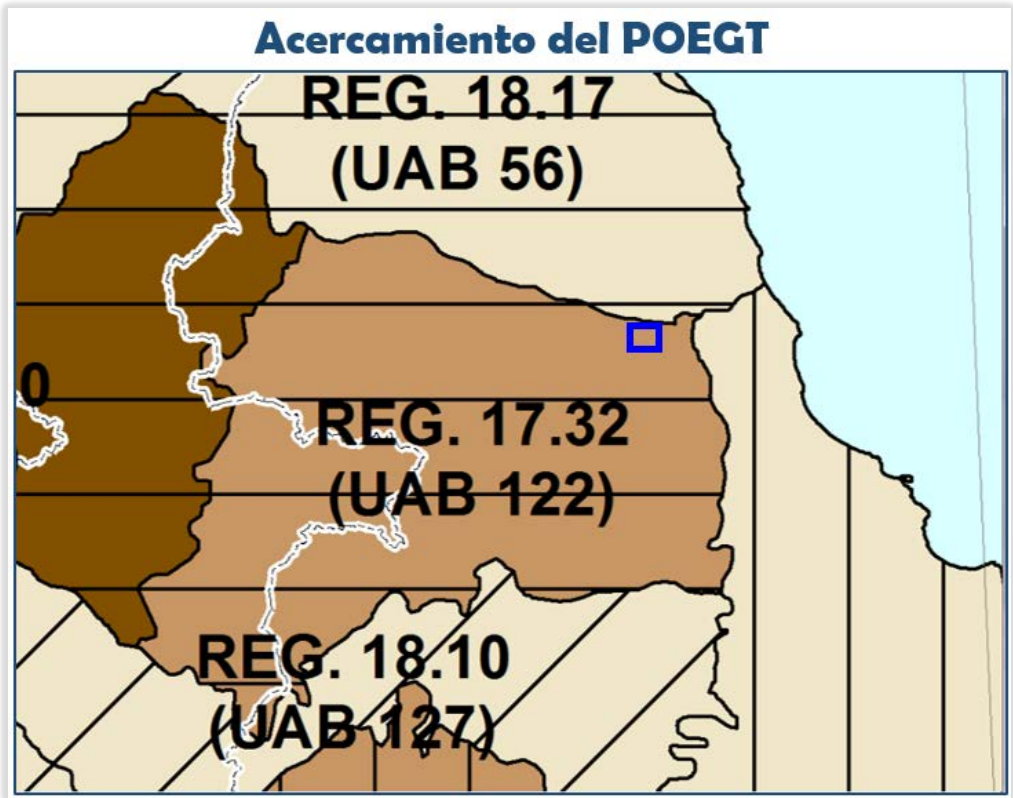 Acercamiento del POEGT
REG. 18.17
(UAB 56)
0
REG. 17.32
(UAB 122)
REG. 18.10
(UAB 127)